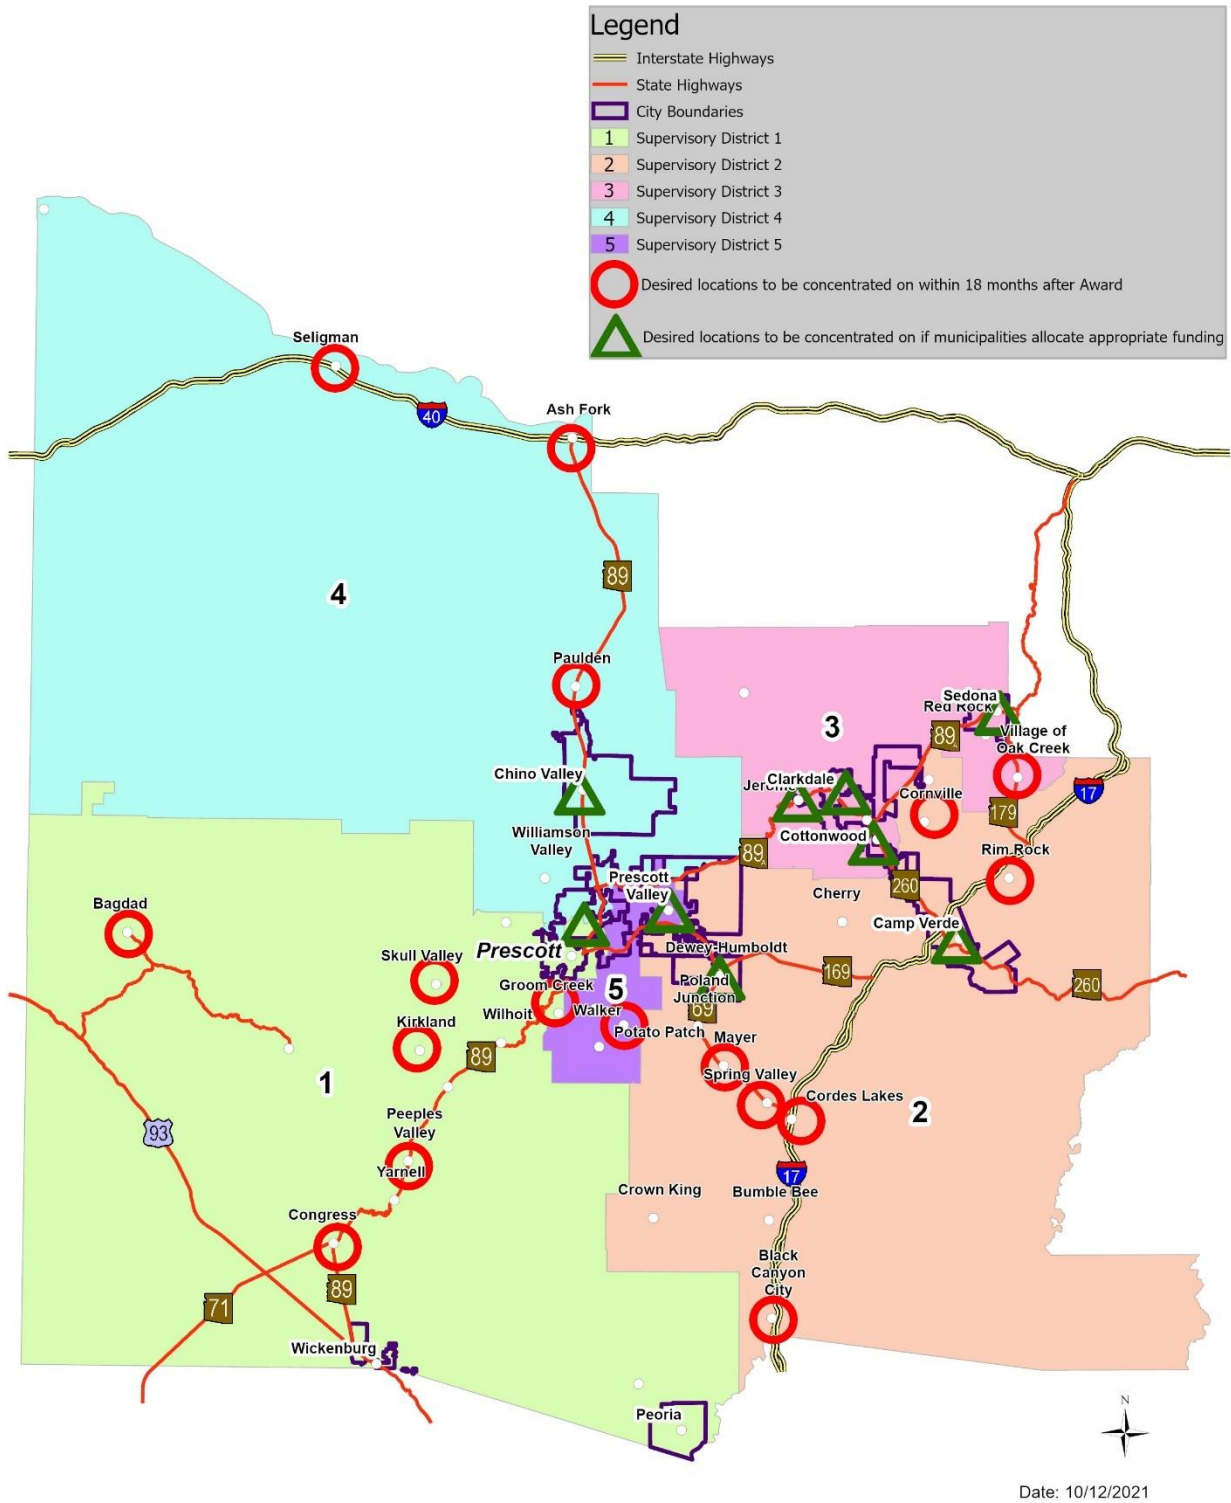 Legend
Interstate Highways
State Highways
City Boundaries
1 Supervisory District 1
2 Supervisory District 2
3 Supervisory District 3
4 Supervisory District 4
5 Supervisory District 5
Desired locations to be concentrated on within 18 months after Award
Desired locations to be concentrated on if municipalities allocate appropriate funding
Seligman
40
Ash Fork
89
4
Paulden
Sedona
Red Rock
3
89
Village of
Oak Creek
Chino Valley
Clarkdale
Jerome
Cornville
17
179
Williamson
Valley
Cottonwood
89
Rim Rock
Prescott
Valley
260
Cherry
Bagdad
Camp Verde
Prescott
Dewey-Humboldt
Skull Valley
169
260
Groom Creek
5
Poland
Junction
Wilhoit
Walker
69
Kirkland
Potato Patch
Mayer
89
Spring Valley
1
Cordes Lakes
2
Peeples
Valley
93
Yarnell
17
Crown King
Bumble Bee
Congress
Black
Canyon
City
89
71
Wickenburg
Peoria
N
Date: 10/12/2021